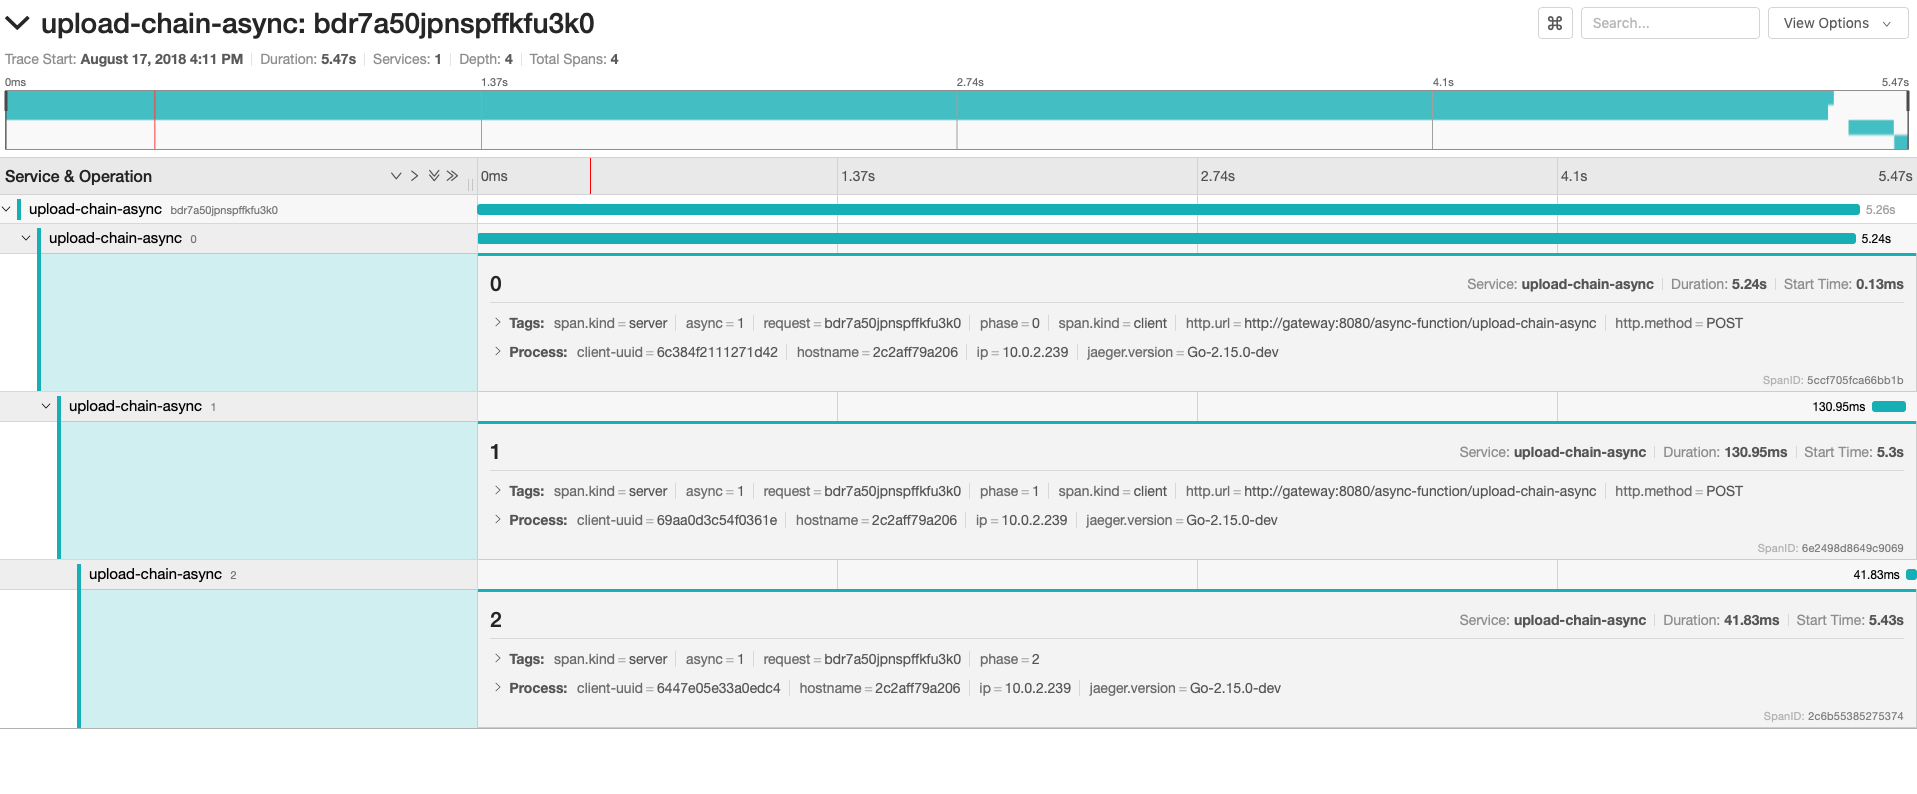 upload-chain-async: bdr7a50jpnspffkfu3k0
⌘ Search... View Options
Trace Start: August 17, 2018 4:11 PM Duration: 5.47s Services: 1 Depth: 4 Total Spans: 4
0ms 1.37s 2.74s 4.1s 5.47s
Service & Operation 0ms 1.37s 2.74s 4.1s 5.47s
upload-chain-async bdr7a50jpnspffkfu3k0 5.26s
upload-chain-async 0 5.24s
0 Service: upload-chain-async Duration: 5.24s Start Time: 0.13ms
Tags: span.kind = server async = 1 request = bdr7a50jpnspffkfu3k0 phase = 0 span.kind = client http.url = http://gateway:8080/async-function/upload-chain-async http.method = POST
Process: client-uuid = 6c384f2111271d42 hostname = 2c2aff79a206 ip = 10.0.2.239 jaeger.version = Go-2.15.0-dev
SpanID: 5ccf705fca66bb1b
upload-chain-async 1 130.95ms
1 Service: upload-chain-async Duration: 130.95ms Start Time: 5.3s
Tags: span.kind = server async = 1 request = bdr7a50jpnspffkfu3k0 phase = 1 span.kind = client http.url = http://gateway:8080/async-function/upload-chain-async http.method = POST
Process: client-uuid = 69aa0d3c54f0361e hostname = 2c2aff79a206 ip = 10.0.2.239 jaeger.version = Go-2.15.0-dev
SpanID: 6e2498d8649c9069
upload-chain-async 2 41.83ms
2 Service: upload-chain-async Duration: 41.83ms Start Time: 5.43s
Tags: span.kind = server async = 1 request = bdr7a50jpnspffkfu3k0 phase = 2
Process: client-uuid = 6447e05e33a0edc4 hostname = 2c2aff79a206 ip = 10.0.2.239 jaeger.version = Go-2.15.0-dev
SpanID: 2c6b55385275374